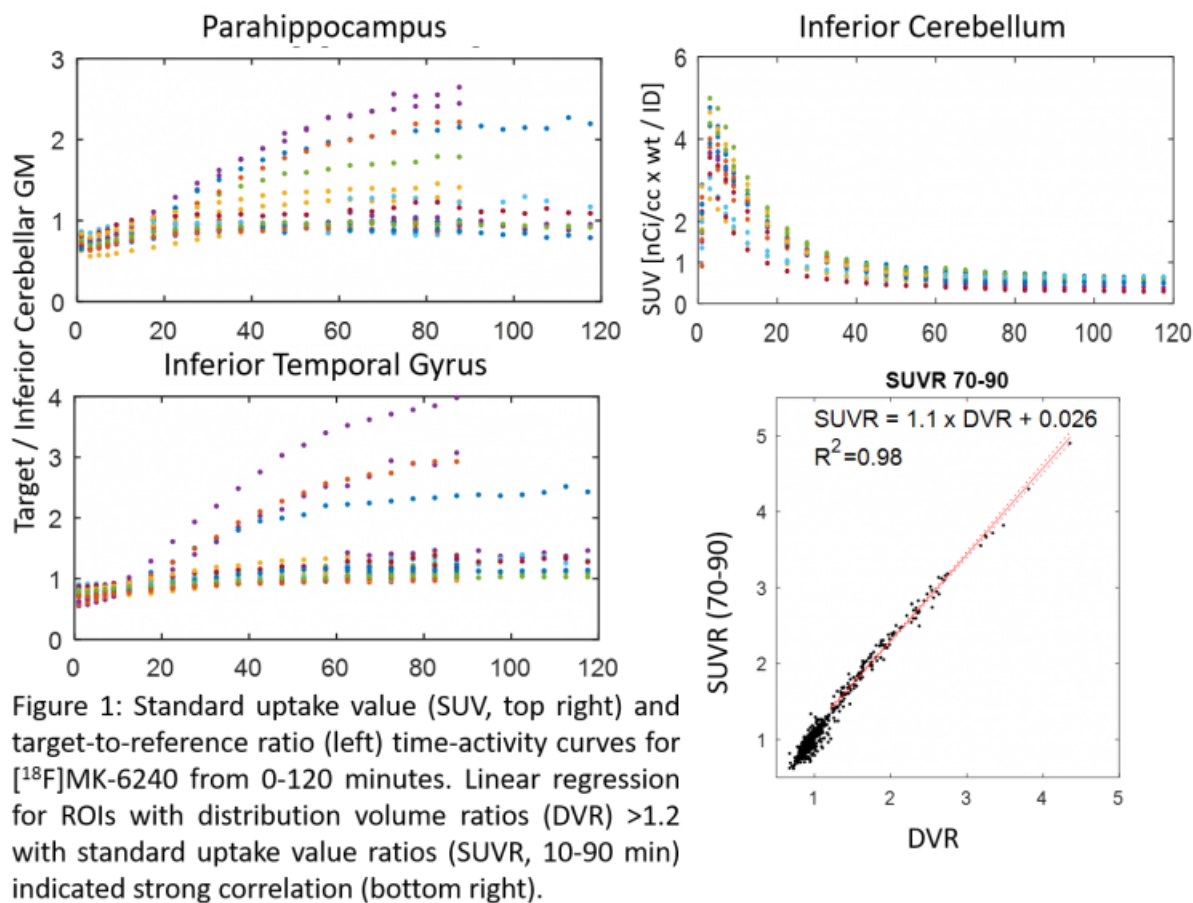 Parahippocampus
3
2
1
0
0 20 40 60 80 100 120
Target / Inferior Cerebellar GM
Inferior Temporal Gyrus
4
3
2
1
0
0 20 40 60 80 100 120
Inferior Cerebellum
6
5
4
3
2
1
0
SUV [nCi/cc x wt / ID]
0 20 40 60 80 100 120
SUVR 70-90
SUVR = 1.1 x DVR + 0.026
R²=0.98
5
4
3
2
1
SUVR (70-90)
1 2 3 4 5
DVR
Figure 1: Standard uptake value (SUV, top right) and
target-to-reference ratio (left) time-activity curves for
[¹⁸F]MK-6240 from 0-120 minutes. Linear regression
for ROIs with distribution volume ratios (DVR) >1.2
with standard uptake value ratios (SUVR, 10-90 min)
indicated strong correlation (bottom right).